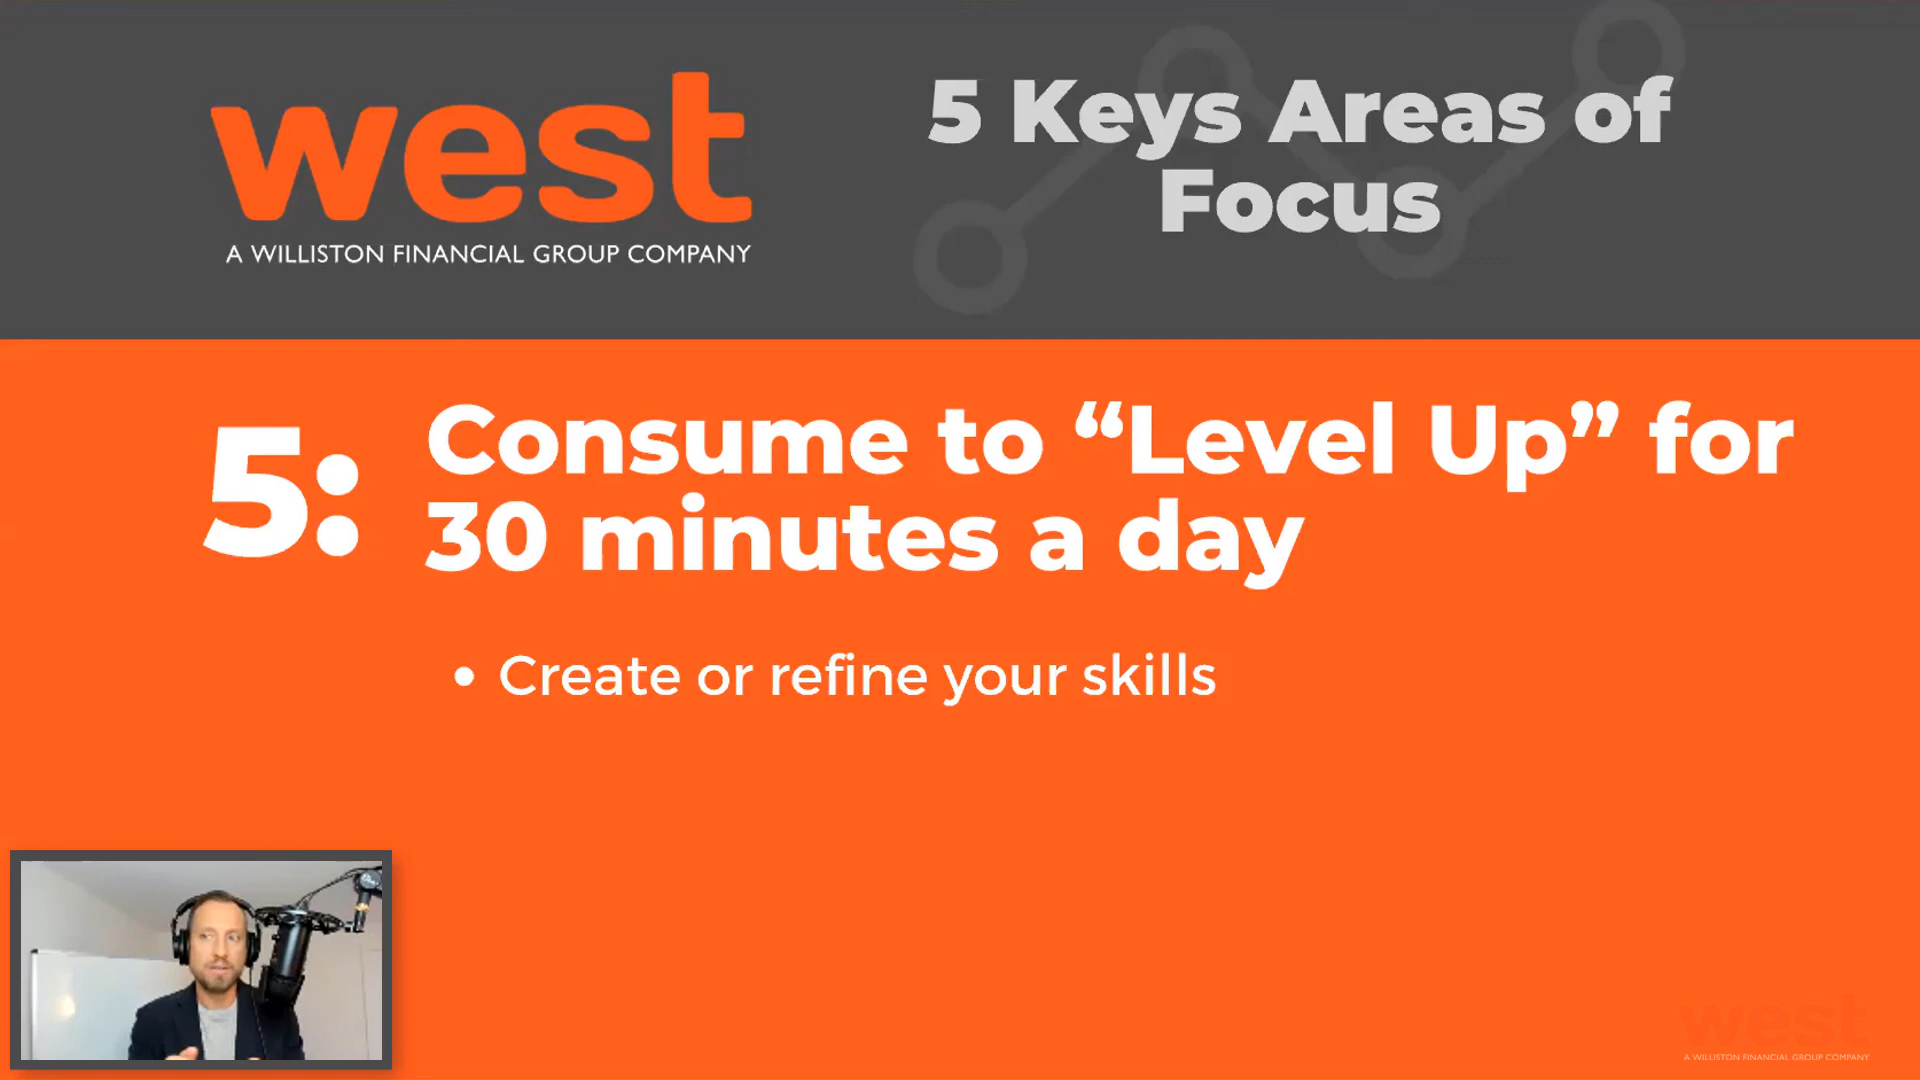 west
A WILLISTON FINANCIAL GROUP COMPANY
5 Keys Areas of
Focus
5:
Consume to “Level Up” for
30 minutes a day
• Create or refine your skills
west
A WILLISTON FINANCIAL GROUP COMPANY